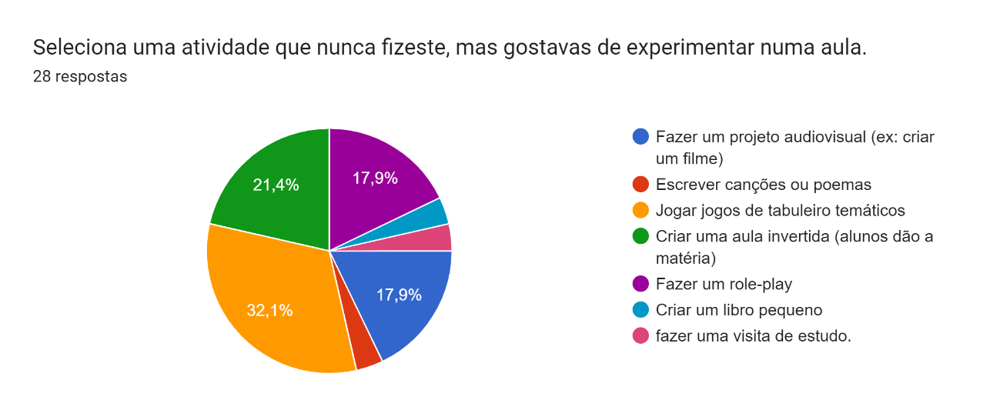 Seleciona uma atividade que nunca fizeste, mas gostavas de experimentar numa aula.
28 respostas
21,4%
17,9%
32,1%
17,9%
Fazer um projeto audiovisual (ex: criar
um filme)
Escrever canções ou poemas
Jogar jogos de tabuleiro temáticos
Criar uma aula invertida (alunos dão a
matéria)
Fazer um role-play
Criar um libro pequeno
fazer uma visita de estudo.